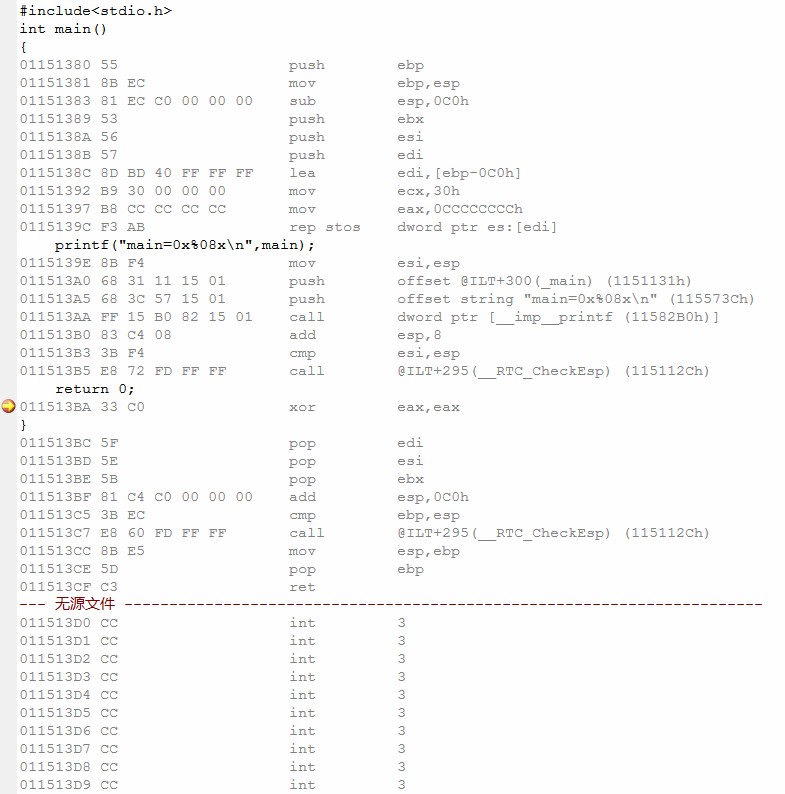 #include<stdio.h>
int main()
{
01151380 55                   push        ebp
01151381 8B EC                mov         ebp,esp
01151383 81 EC C0 00 00 00    sub         esp,0C0h
01151389 53                   push        ebx
0115138A 56                   push        esi
0115138B 57                   push        edi
0115138C 8D BD 40 FF FF FF    lea         edi,[ebp-0C0h]
01151392 B9 30 00 00 00       mov         ecx,30h
01151397 B8 CC CC CC CC       mov         eax,0CCCCCCCCh
0115139C F3 AB                rep stos    dword ptr es:[edi]
    printf("main=0x%08x\n",main);
0115139E 8B F4                mov         esi,esp
011513A0 68 31 11 15 01       push        offset @ILT+300(_main) (1151131h)
011513A5 68 3C 57 15 01       push        offset string "main=0x%08x\n" (115573Ch)
011513AA FF 15 B0 82 15 01    call        dword ptr [__imp__printf (11582B0h)]
011513B0 83 C4 08             add         esp,8
011513B3 3B F4                cmp         esi,esp
011513B5 E8 72 FD FF FF       call        @ILT+295(__RTC_CheckEsp) (115112Ch)
    return 0;
011513BA 33 C0                xor         eax,eax
}
011513BC 5F                   pop         edi
011513BD 5E                   pop         esi
011513BE 5B                   pop         ebx
011513BF 81 C4 C0 00 00 00    add         esp,0C0h
011513C5 3B EC                cmp         ebp,esp
011513C7 E8 60 FD FF FF       call        @ILT+295(__RTC_CheckEsp) (115112Ch)
011513CC 8B E5                mov         esp,ebp
011513CE 5D                   pop         ebp
011513CF C3                   ret
--- 无源文件 -----------------------------------------------------------------------
011513D0 CC                   int         3
011513D1 CC                   int         3
011513D2 CC                   int         3
011513D3 CC                   int         3
011513D4 CC                   int         3
011513D5 CC                   int         3
011513D6 CC                   int         3
011513D7 CC                   int         3
011513D8 CC                   int         3
011513D9 CC                   int         3